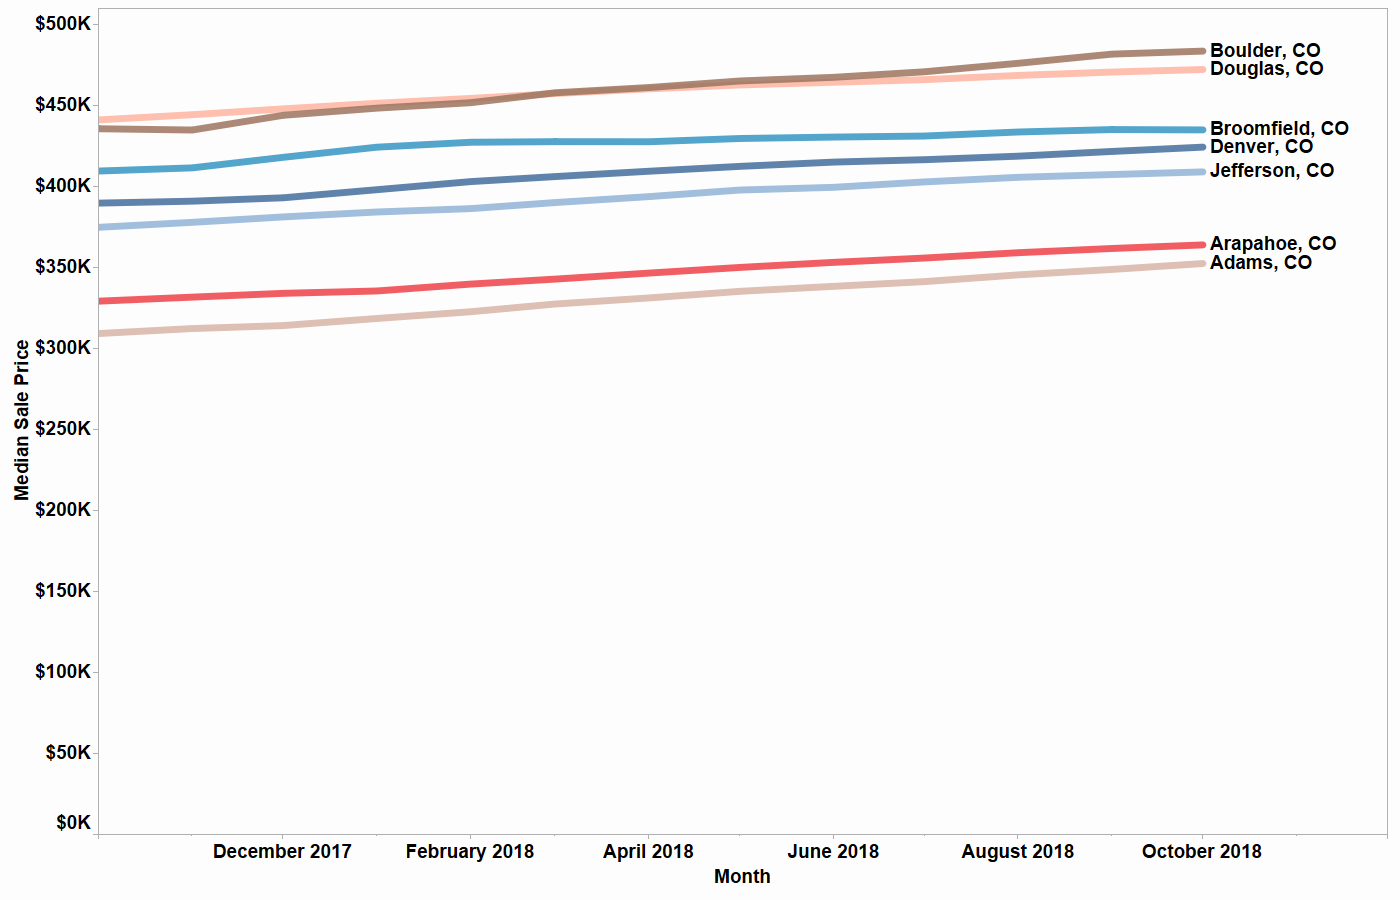 $500K
$450K
$400K
$350K
$300K
$250K
$200K
$150K
$100K
$50K
$0K
Median Sale Price
Boulder, CO
Douglas, CO
Broomfield, CO
Denver, CO
Jefferson, CO
Arapahoe, CO
Adams, CO
December 2017
February 2018
April 2018
June 2018
August 2018
October 2018
Month